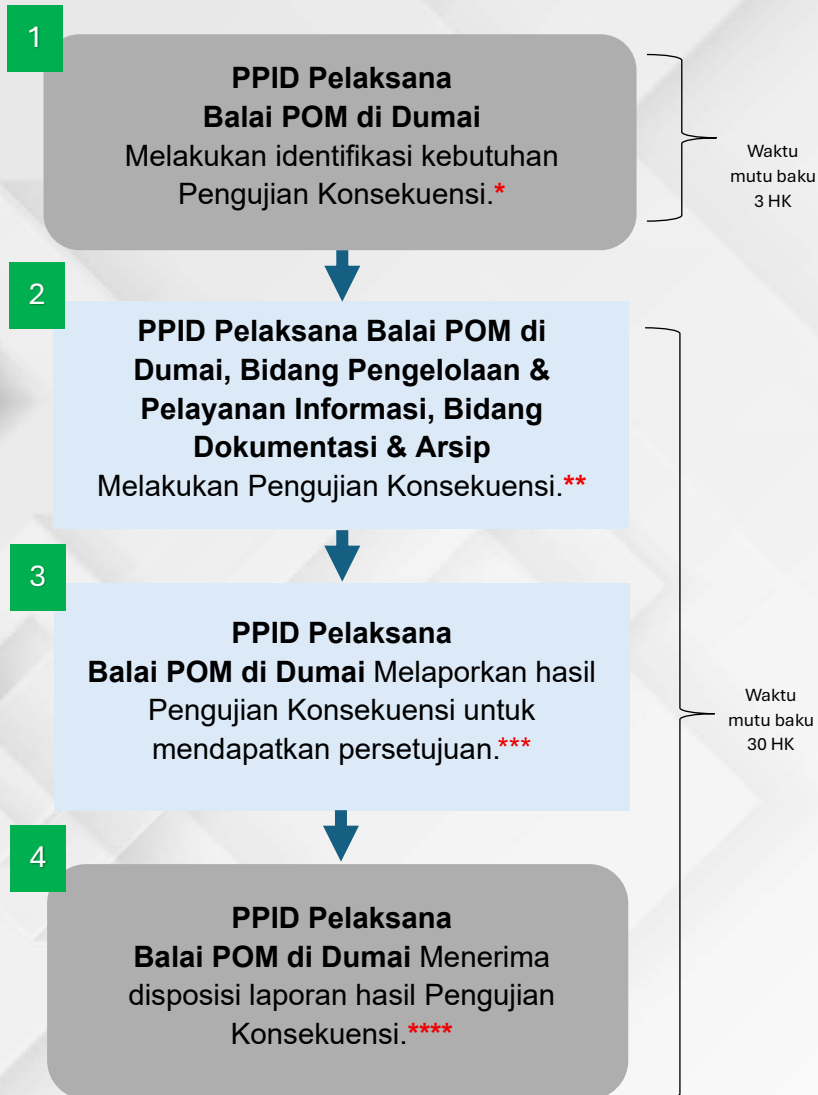 1
PPID Pelaksana
Balai POM di Dumai
Melakukan identifikasi kebutuhan
Pengujian Konsekuensi.*
Waktu
mutu baku
3 HK
2
PPID Pelaksana Balai POM di
Dumai, Bidang Pengelolaan &
Pelayanan Informasi, Bidang
Dokumentasi & Arsip
Melakukan Pengujian Konsekuensi.**
3
PPID Pelaksana
Balai POM di Dumai Melaporkan hasil
Pengujian Konsekuensi untuk
mendapatkan persetujuan.***
Waktu
mutu baku
30 HK
4
PPID Pelaksana
Balai POM di Dumai Menerima
disposisi laporan hasil Pengujian
Konsekuensi.****